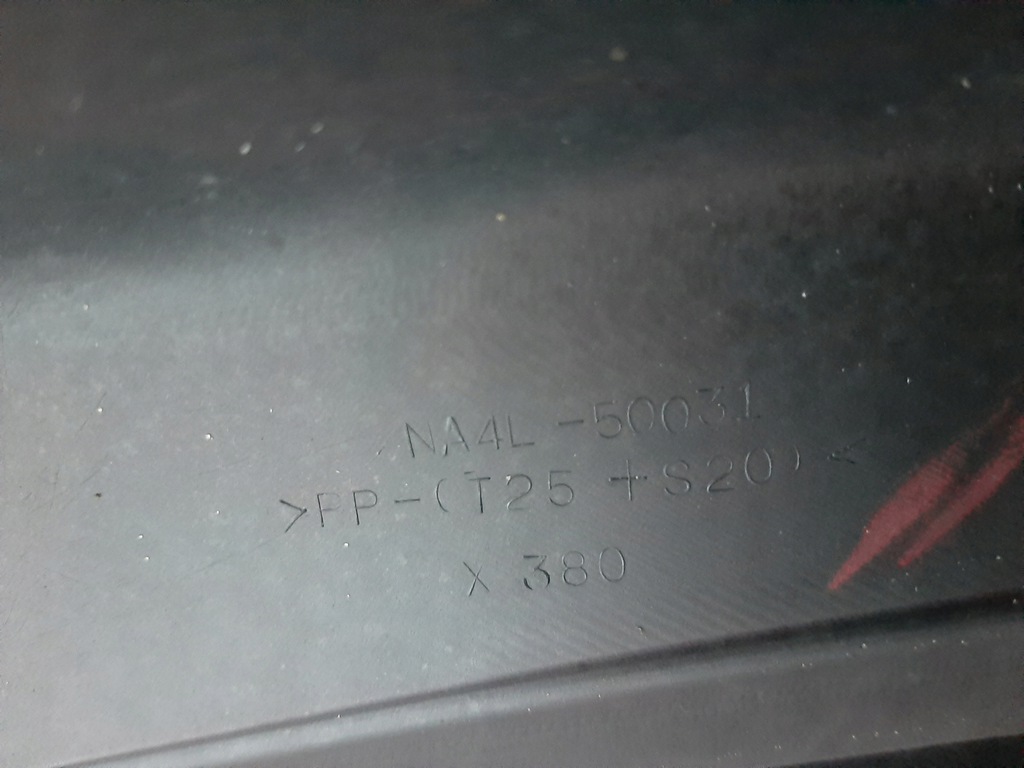 NA4L-50031
>PP-(T25+S20)<
X 380